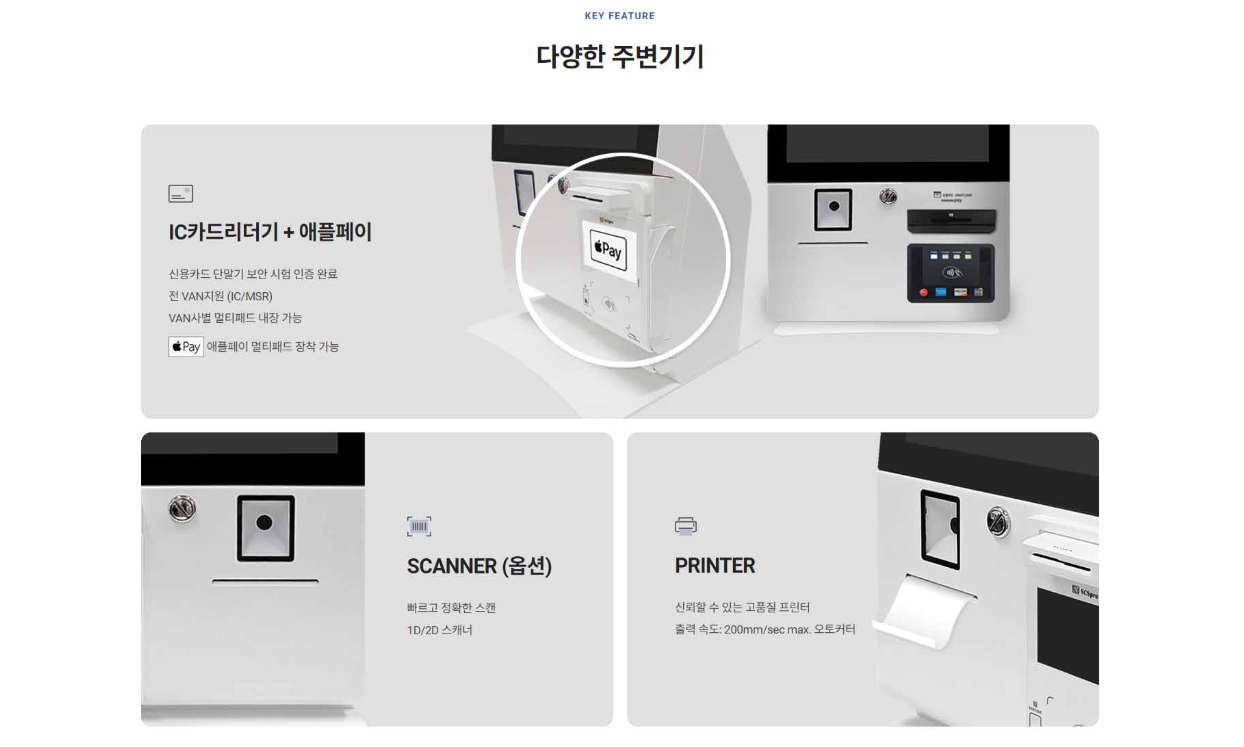 KEY FEATURE
다양한 주변기기
IC카드리더기 + 애플페이
신용카드 단말기 보안 시험 인증 완료
전 VAN지원 (IC/MSR)
VAN사별 멀티패드 내장 가능
Pay 애플페이 멀티패드 장착 가능
Pay
SCANNER (옵션)
빠르고 정확한 스캔
1D/2D 스캐너
PRINTER
신뢰할 수 있는 고품질 프린터
출력 속도: 200mm/sec max. 오토커터
SCSpro